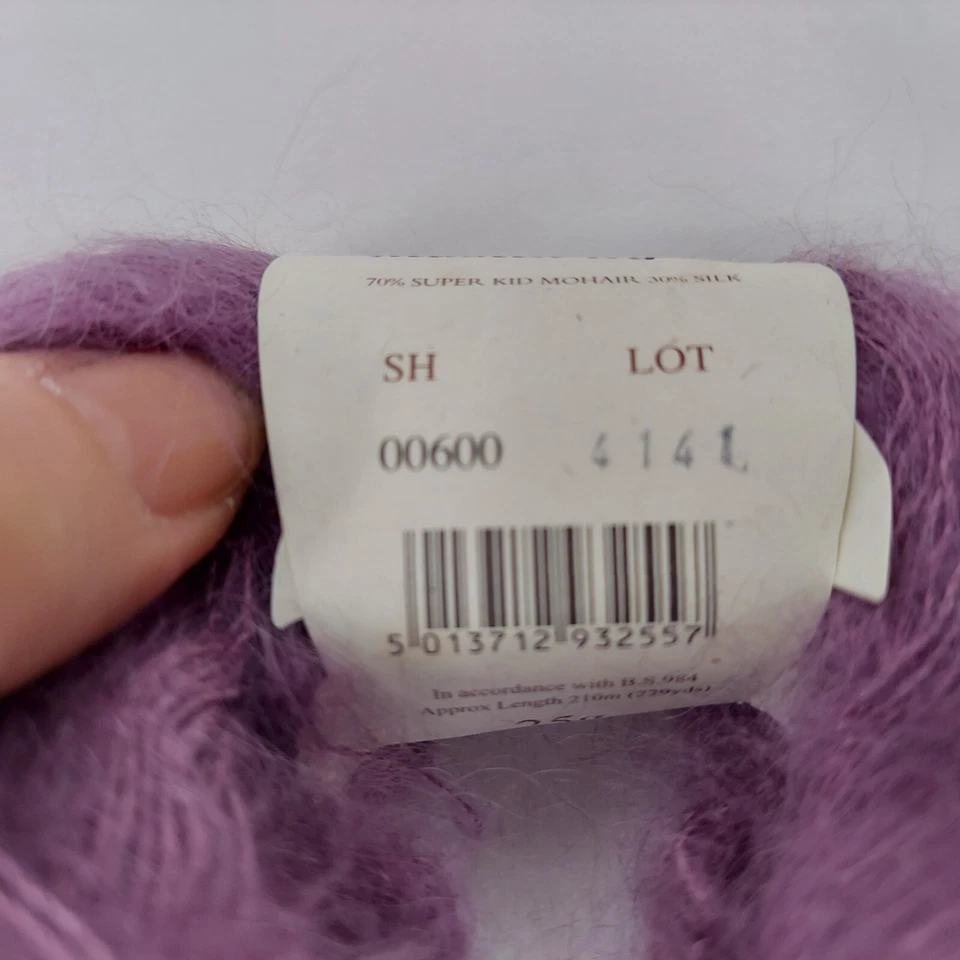 70% SUPER KID MOHAIR 30% SILK
SH LOT
00600 4141
5 013712 932557
In accordance with B.S.984
Approx Length 210m (229yds)
25g